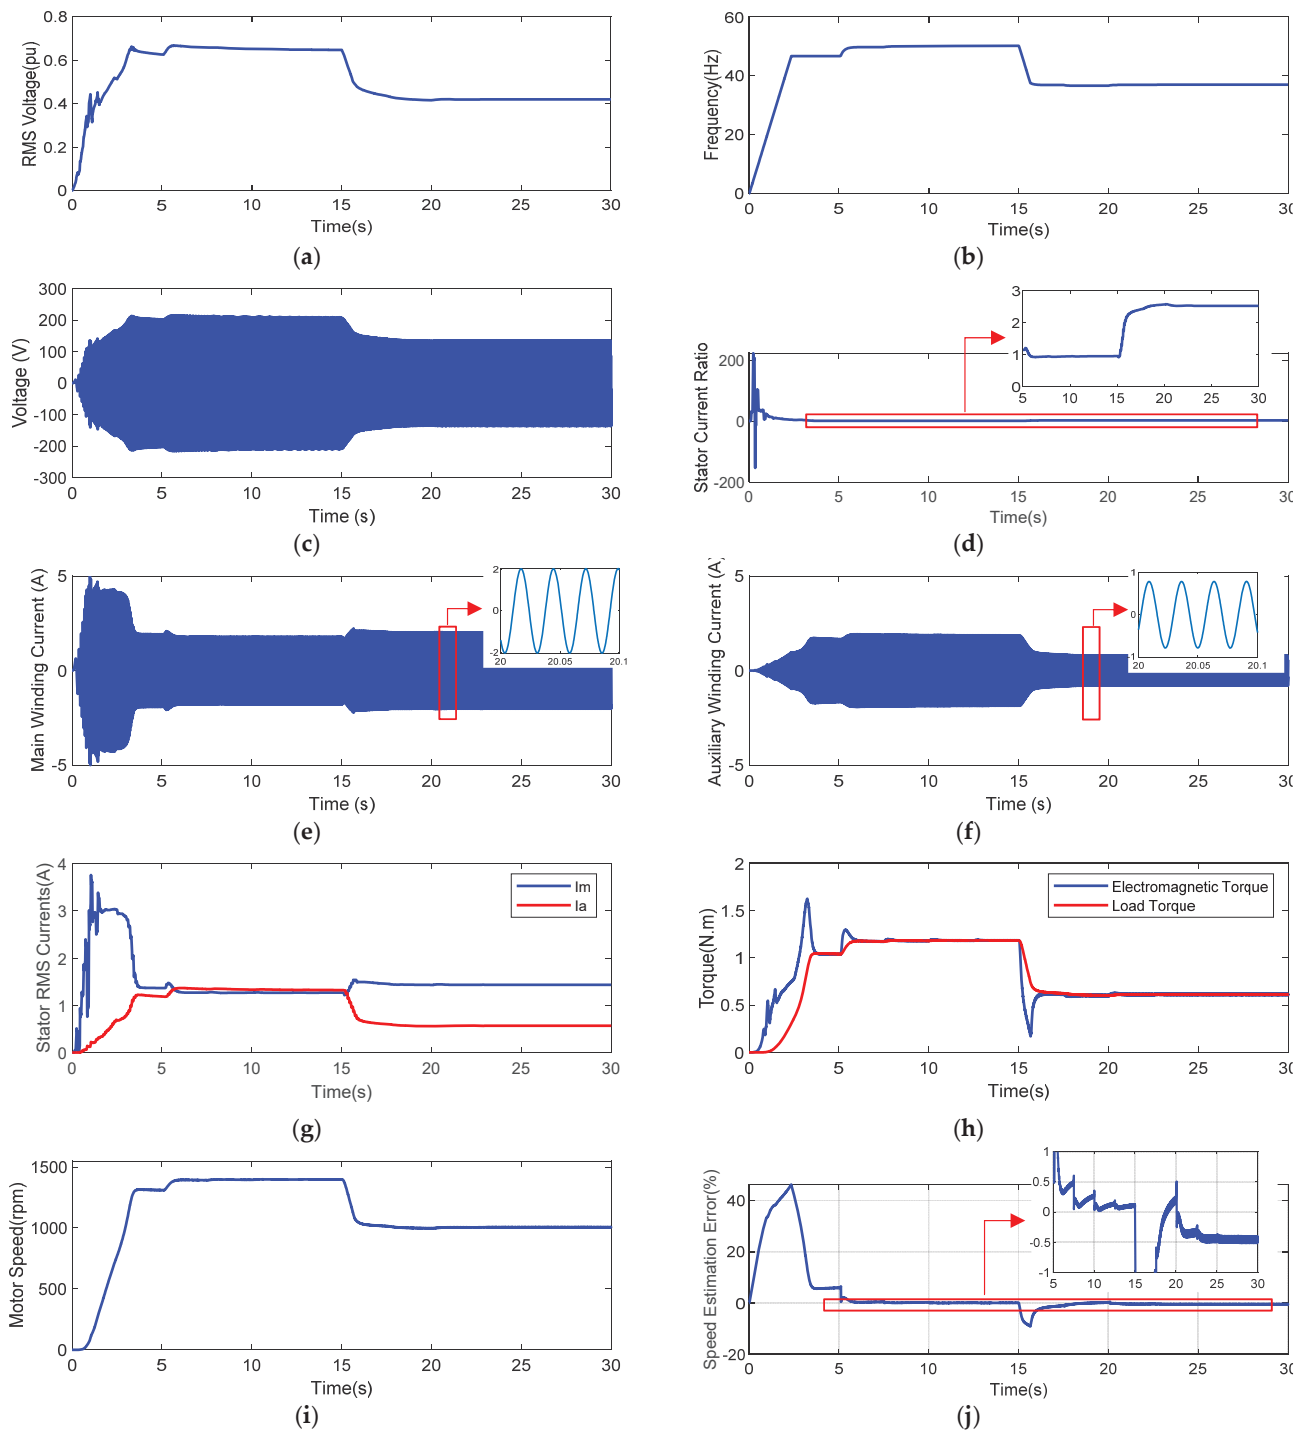 RMS Voltage(pu)
0.8
0.6
0.4
0.2
0
0 5 10 15 20 25 30
Time(s)
(a)
Frequency(Hz)
60
40
20
0
0 5 10 15 20 25 30
Time(s)
(b)
Voltage (V)
300
200
100
0
-100
-200
-300
0 5 10 15 20 25 30
Time (s)
(c)
Stator Current Ratio
200
0
-200
0 5 10 15 20 25 30
Time(s)
3
2
1
0
5 10 15 20 25 30
(d)
Main Winding Current (A)
5
0
-5
0 5 10 15 20 25 30
Time (s)
2
0
-2
20 20.05 20.1
(e)
Auxiliary Winding Current (A)
5
0
-5
0 5 10 15 20 25 30
Time (s)
1
0
-1
20 20.05 20.1
(f)
Stator RMS Currents(A)
4
3
2
1
0
0 5 10 15 20 25 30
Time(s)
Im
Ia
(g)
Torque(N.m)
2
1.5
1
0.5
0
0 5 10 15 20 25 30
Time(s)
Electromagnetic Torque
Load Torque
(h)
Motor Speed(rpm)
1500
1000
500
0
0 5 10 15 20 25 30
Time(s)
(i)
Speed Estimation Error(%)
40
20
0
-20
0 5 10 15 20 25 30
Time(s)
1
0.5
0
-0.5
-1
5 10 15 20 25 30
(j)